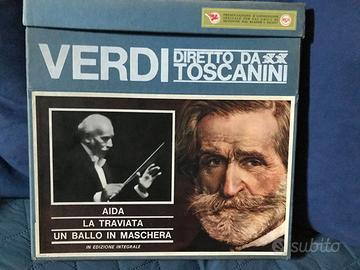 VERDI DIRETTO DA
TOSCANINI
AIDA
LA TRAVIATA
UN BALLO IN MASCHERA
IN EDIZIONE INTEGRALE
subito